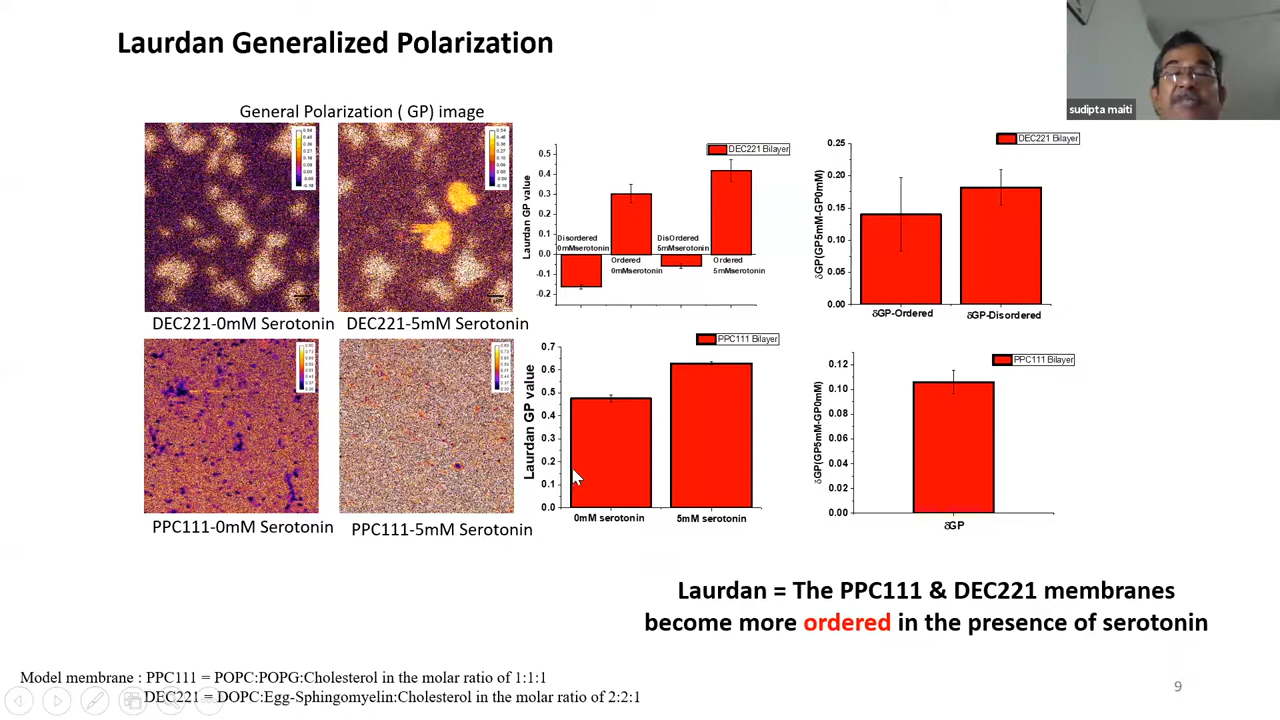 Laurdan Generalized Polarization
sudipta maiti
General Polarization ( GP) image
0.54
0.54
DEC221-0mM Serotonin
DEC221-5mM Serotonin
PPC111-0mM Serotonin
PPC111-5mM Serotonin
DEC221 Bilayer
Laurdan GP value
0.5
0.4
0.3
0.2
0.1
0.0
-0.1
-0.2
Disordered
0mMserotonin
Ordered
0mMserotonin
DisOrdered
5mMserotonin
Ordered
5mMserotonin
DEC221 Bilayer
δGP(GP5mM-GP0mM)
0.25
0.20
0.15
0.10
0.05
0.00
δGP-Ordered
δGP-Disordered
PPC111 Bilayer
Laurdan GP value
0.7
0.6
0.5
0.4
0.3
0.2
0.1
0.0
0mM serotonin
5mM serotonin
PPC111 Bilayer
δGP(GP5mM-GP0mM)
0.12
0.10
0.08
0.06
0.04
0.02
0.00
δGP
Laurdan = The PPC111 & DEC221 membranes
become more ordered in the presence of serotonin
Model membrane : PPC111 = POPC:POPG:Cholesterol in the molar ratio of 1:1:1
DEC221 = DOPC:Egg-Sphingomyelin:Cholesterol in the molar ratio of 2:2:1
9